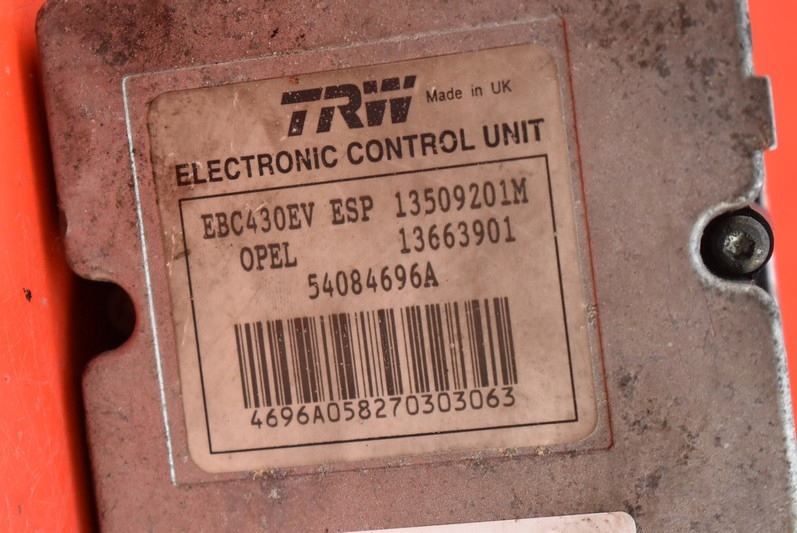 TRW Made in UK
ELECTRONIC CONTROL UNIT
EBC430EV ESP 13509201M
OPEL 13663901
54084696A
4696A058270303063